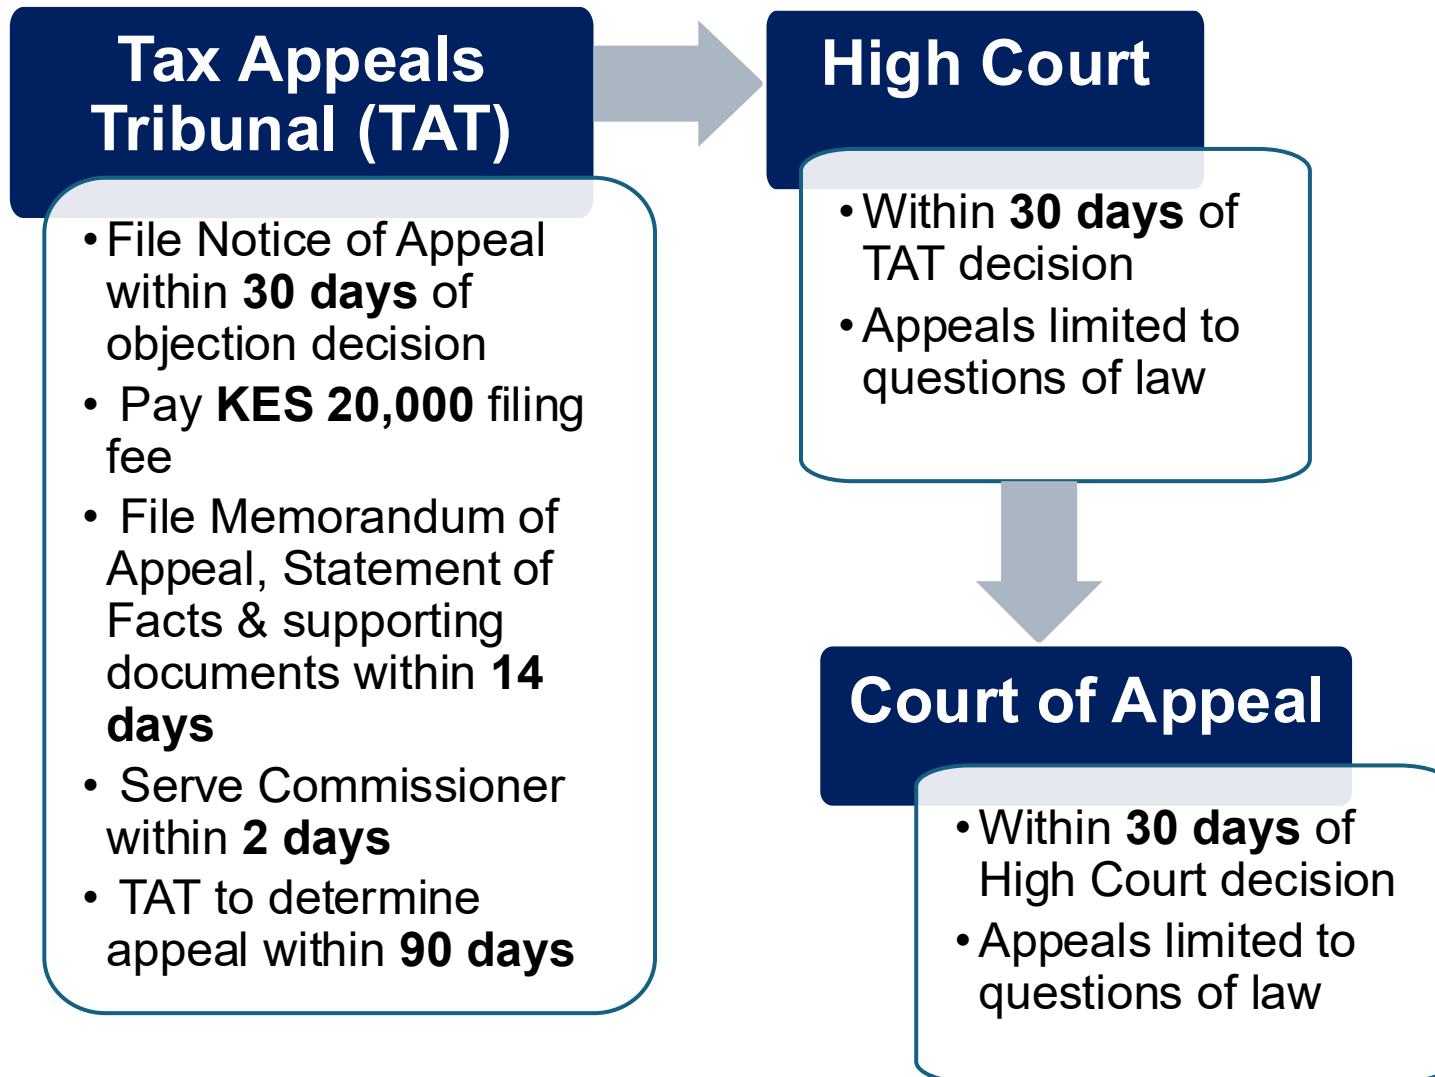 Tax Appeals
Tribunal (TAT)
•File Notice of Appeal
within 30 days of
objection decision
• Pay KES 20,000 filing
fee
• File Memorandum of
Appeal, Statement of
Facts & supporting
documents within 14
days
• Serve Commissioner
within 2 days
• TAT to determine
appeal within 90 days
High Court
•Within 30 days of
TAT decision
•Appeals limited to
questions of law
Court of Appeal
•Within 30 days of
High Court decision
•Appeals limited to
questions of law